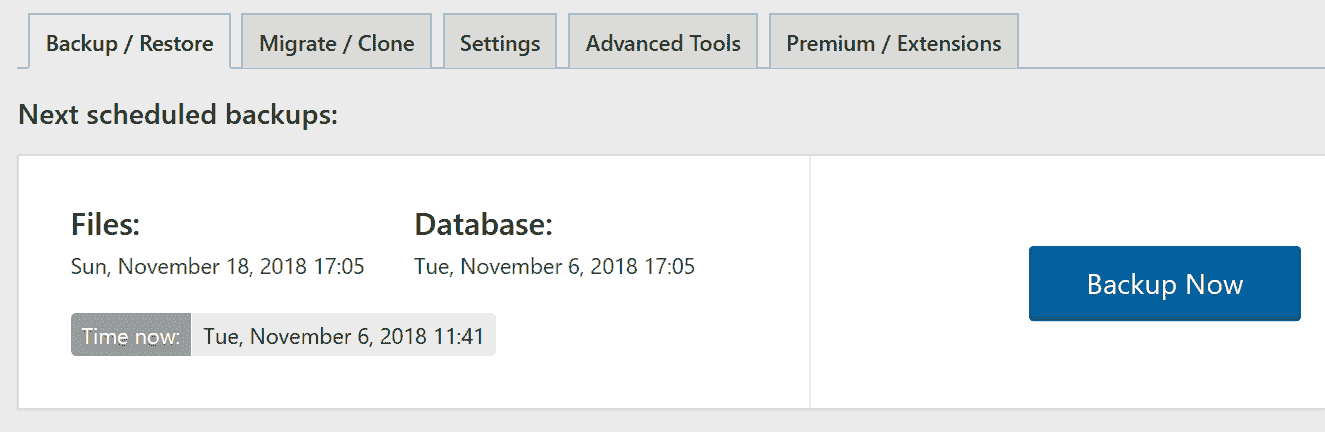 Backup / Restore Migrate / Clone Settings Advanced Tools Premium / Extensions
Next scheduled backups:
Files: Database:
Sun, November 18, 2018 17:05 Tue, November 6, 2018 17:05
Backup Now
Time now: Tue, November 6, 2018 11:41